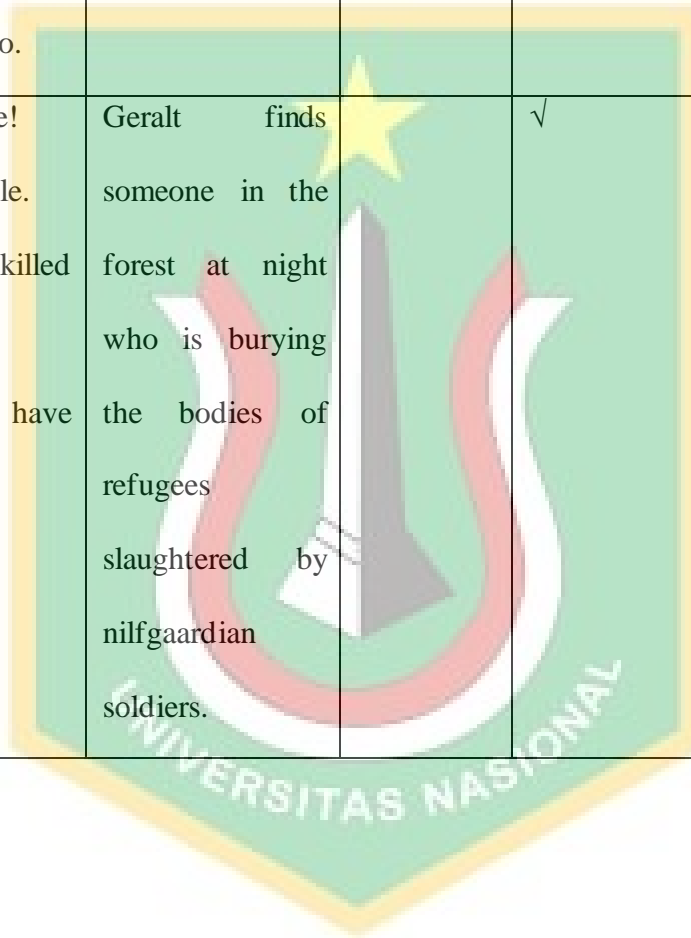 o.
e!
le.
killed
have
Geralt finds
someone in the
forest at night
who is burying
the bodies of
refugees
slaughtered by
nilfgaardian
soldiers.
√
UNIVERSITAS NASIONAL